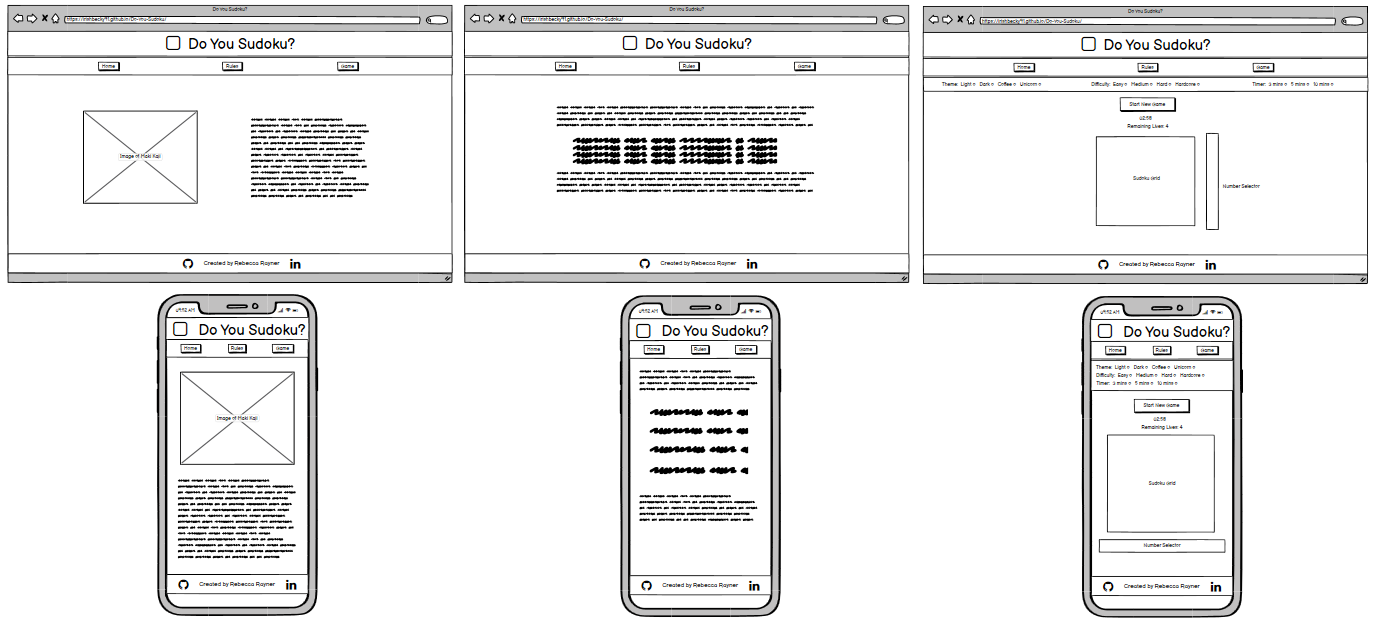 Do You Sudoku?
https://irishbecky91.github.io/Do-You-Sudoku/
Do You Sudoku?
Home Rules Game
Image of Maki Kaji
Created by Rebecca Rayner
Do You Sudoku?
https://irishbecky91.github.io/Do-You-Sudoku/
Do You Sudoku?
Home Rules Game
Created by Rebecca Rayner
Do You Sudoku?
https://irishbecky91.github.io/Do-You-Sudoku/
Do You Sudoku?
Home Rules Game
Theme: Light Dark Coffee Unicorn Difficulty: Easy Medium Hard Hardcore Timer: 3 mins 5 mins 10 mins
Start New Game
02:58
Remaining Lives: 4
Sudoku Grid
Number Selector
Created by Rebecca Rayner
09:52 AM
Do You Sudoku?
Home Rules Game
Image of Maki Kaji
Created by Rebecca Rayner
09:52 AM
Do You Sudoku?
Home Rules Game
Created by Rebecca Rayner
09:52 AM
Do You Sudoku?
Home Rules Game
Theme: Light Dark Coffee Unicorn
Difficulty: Easy Medium Hard Hardcore
Timer: 3 mins 5 mins 10 mins
Start New Game
02:58
Remaining Lives: 4
Sudoku Grid
Number Selector
Created by Rebecca Rayner